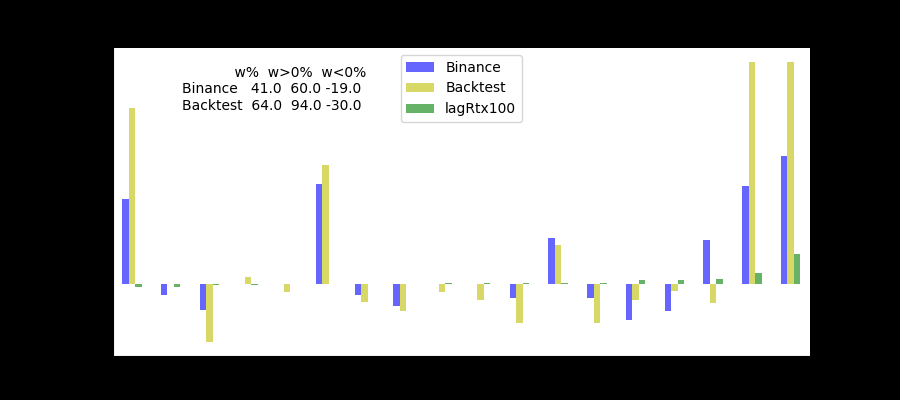 w%  w>0%  w<0%
Binance   41.0  60.0 -19.0
Backtest  64.0  94.0 -30.0
Binance
Backtest
lagRtx100